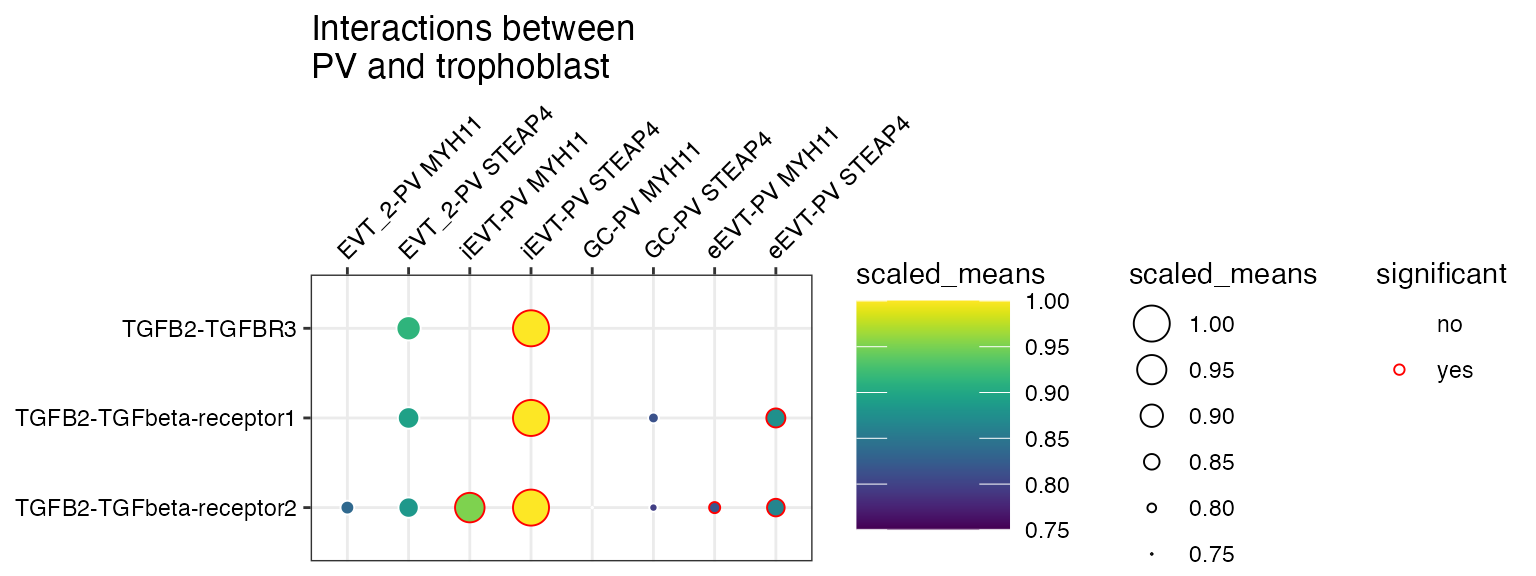 Interactions between
PV and trophoblast
EVT_2-PV MYH11
EVT_2-PV STEAP4
iEVT-PV MYH11
iEVT-PV STEAP4
GC-PV MYH11
GC-PV STEAP4
eEVT-PV MYH11
eEVT-PV STEAP4
TGFB2-TGFBR3
TGFB2-TGFbeta-receptor1
TGFB2-TGFbeta-receptor2
scaled_means
1.00
0.95
0.90
0.85
0.80
0.75
scaled_means
1.00
0.95
0.90
0.85
0.80
0.75
significant
no
yes